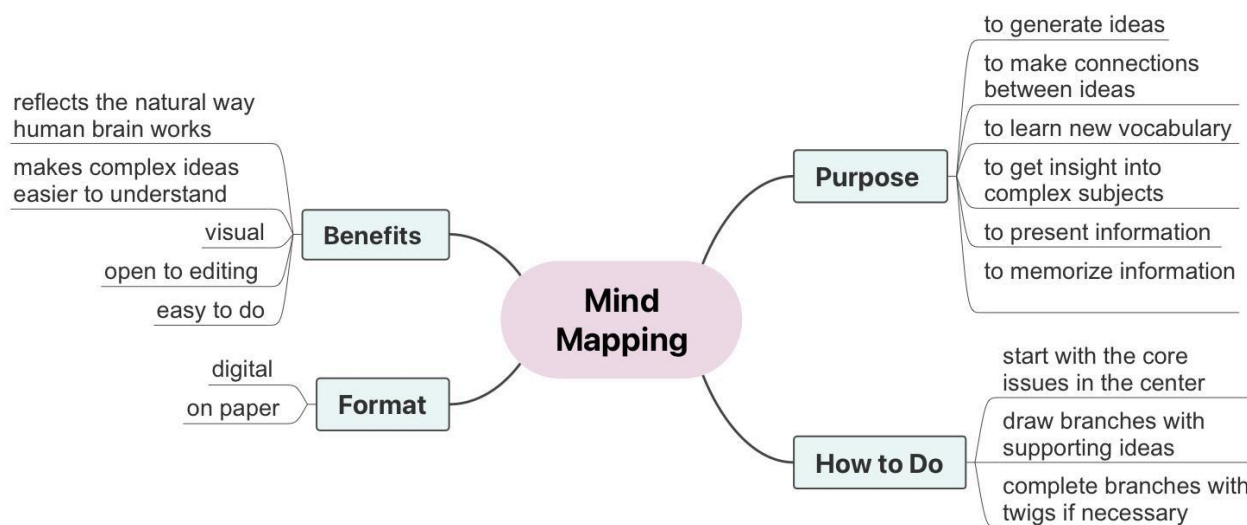 Mind
Mapping
Purpose
to generate ideas
to make connections
between ideas
to learn new vocabulary
to get insight into
complex subjects
to present information
to memorize information
How to Do
start with the core
issues in the center
draw branches with
supporting ideas
complete branches with
twigs if necessary
Benefits
reflects the natural way
human brain works
makes complex ideas
easier to understand
visual
open to editing
easy to do
Format
digital
on paper